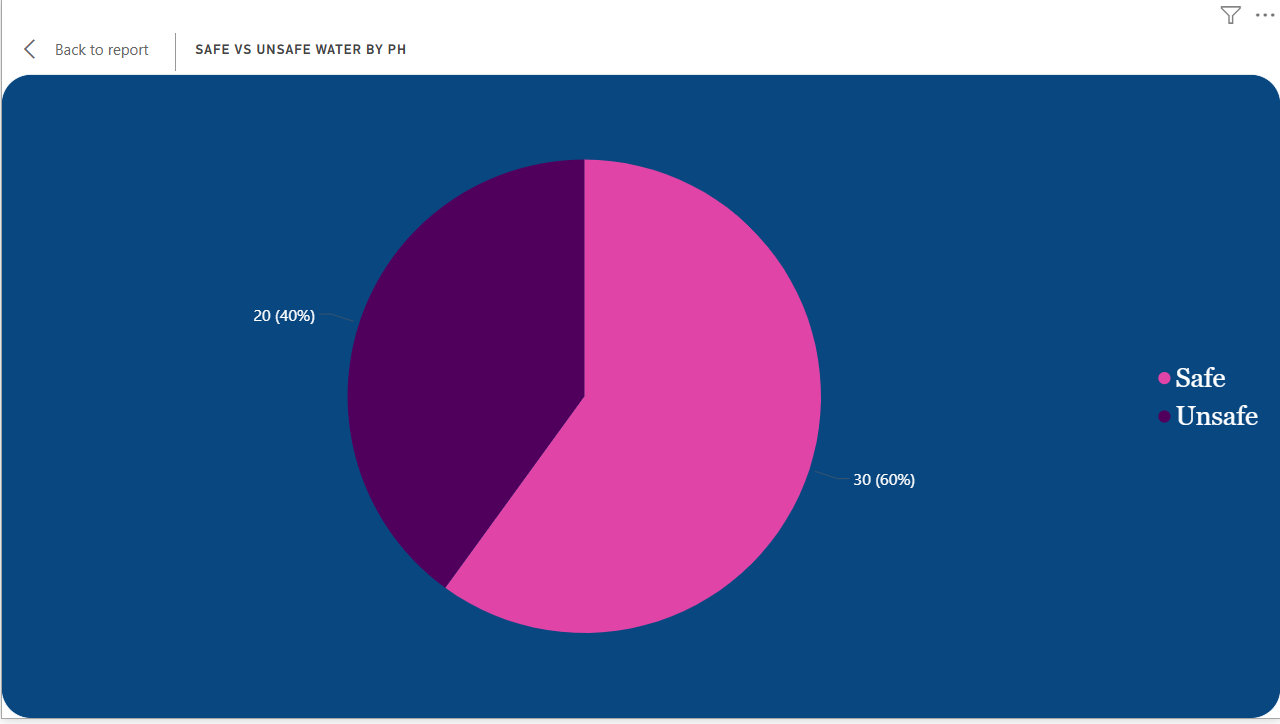 Back to report
SAFE VS UNSAFE WATER BY PH
20 (40%)
30 (60%)
Safe
Unsafe